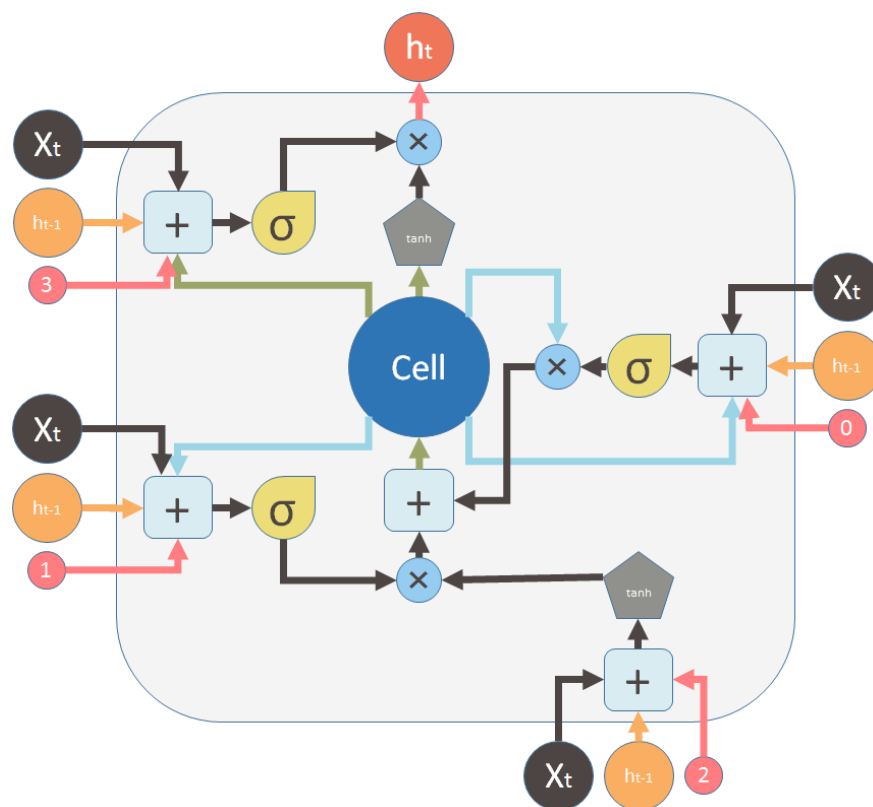 ht
×
Xt
ht-1
+
σ
3
tanh
Xt
Cell
×
σ
+
ht-1
0
Xt
ht-1
+
σ
+
1
×
tanh
+
Xt
ht-1
2